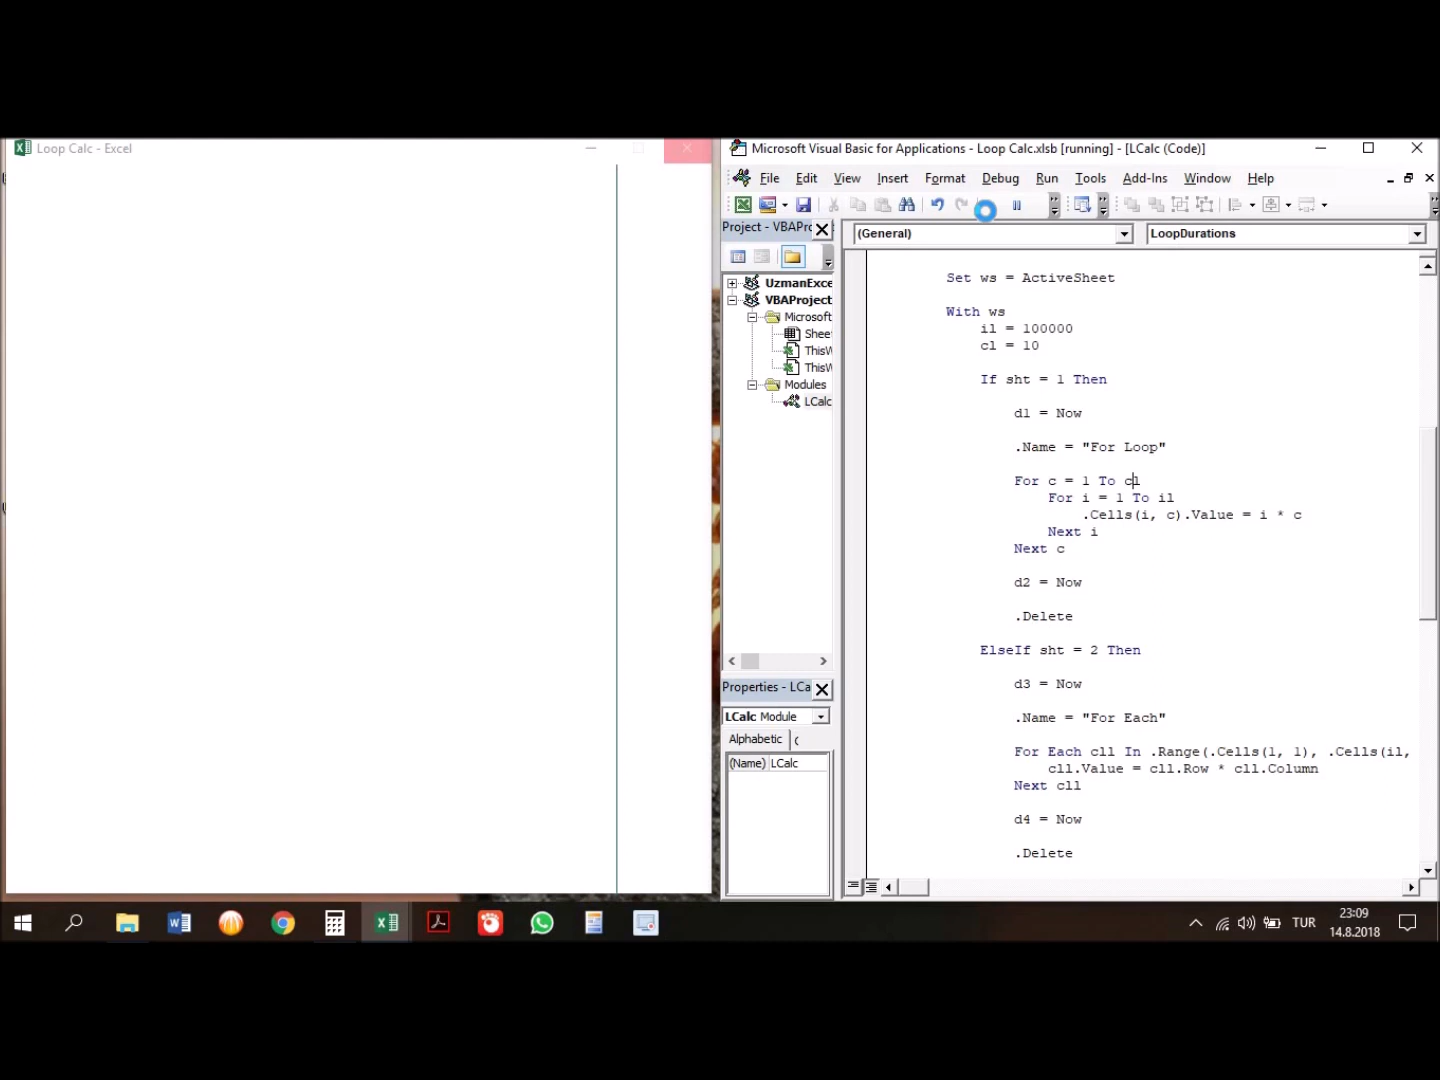 Loop Calc - Excel
Microsoft Visual Basic for Applications - Loop Calc.xlsb [running] - [LCalc (Code)]
File Edit View Insert Format Debug Run Tools Add-Ins Window Help
Project - VBAPro
(General)
LoopDurations
UzmanExce
VBAProject
Microsoft
Shee
ThisW
ThisW
Modules
LCalc
Properties - LCa
LCalc Module
Alphabetic
(Name) LCalc
Set ws = ActiveSheet
With ws
il = 100000
cl = 10
If sht = 1 Then
d1 = Now
.Name = "For Loop"
For c = 1 To cl
For i = 1 To il
.Cells(i, c).Value = i * c
Next i
Next c
d2 = Now
.Delete
ElseIf sht = 2 Then
d3 = Now
.Name = "For Each"
For Each cll In .Range(.Cells(1, 1), .Cells(il,
cll.Value = cll.Row * cll.Column
Next cll
d4 = Now
.Delete
TUR
23:09
14.8.2018